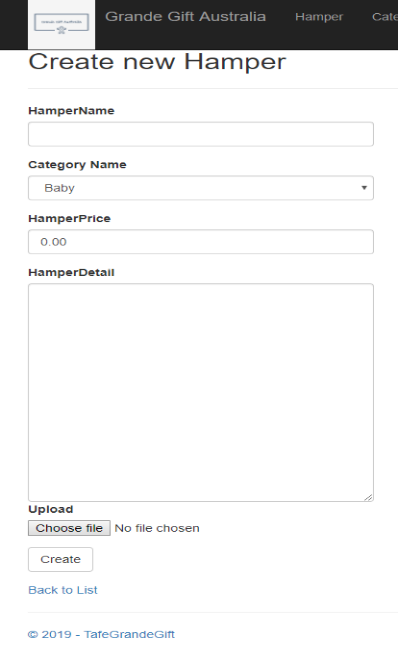 Grande Gift Australia Hamper Cate
Create new Hamper
HamperName
Category Name
Baby
HamperPrice
0.00
HamperDetail
Upload
Choose file No file chosen
Create
Back to List
© 2019 - TafeGrandeGift